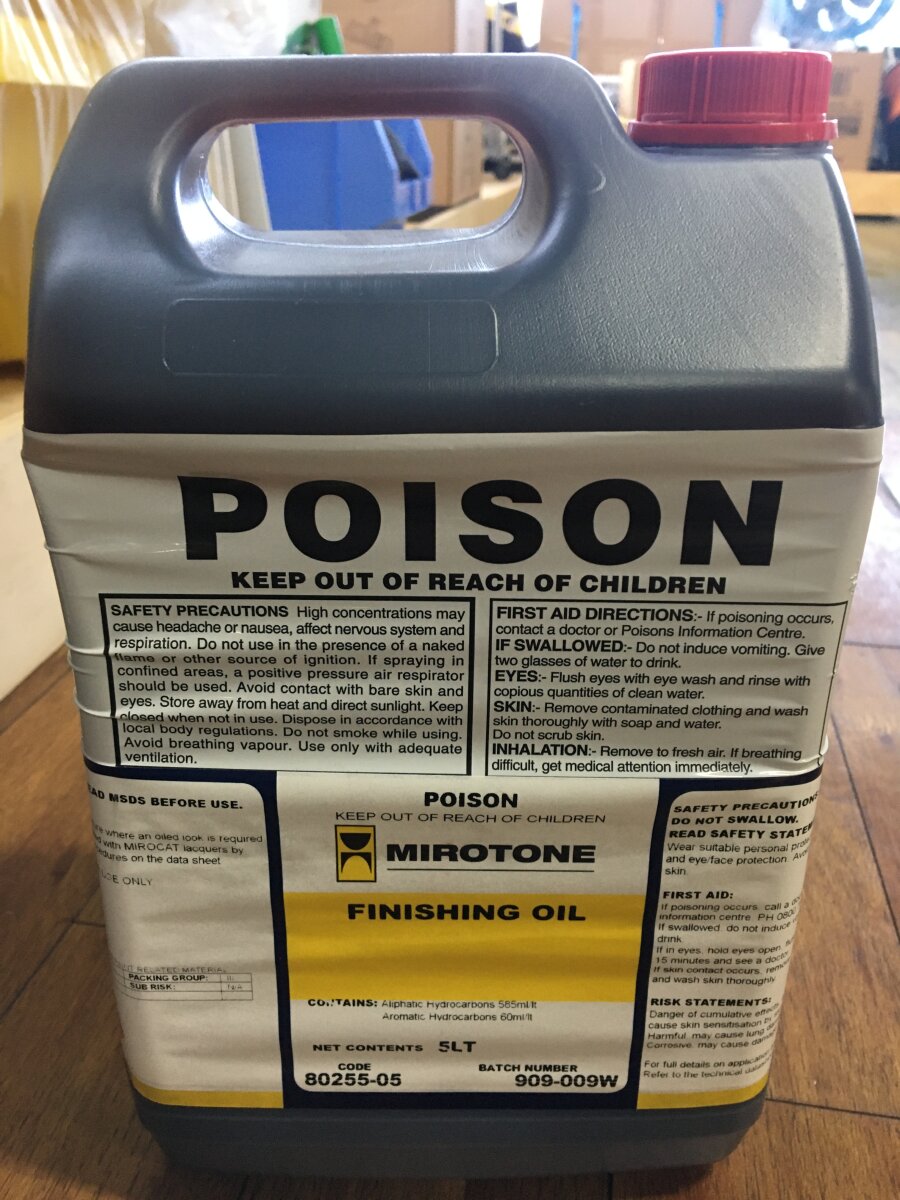 POISON
KEEP OUT OF REACH OF CHILDREN
SAFETY PRECAUTIONS High concentrations may
cause headache or nausea, affect nervous system and
respiration. Do not use in the presence of a naked
flame or other source of ignition. If spraying in
confined areas, a positive pressure air respirator
should be used. Avoid contact with bare skin and
eyes. Store away from heat and direct sunlight. Keep
closed when not in use. Dispose in accordance with
local body regulations. Do not smoke while using.
Avoid breathing vapour. Use only with adequate
ventilation.
FIRST AID DIRECTIONS:- If poisoning occurs,
contact a doctor or Poisons Information Centre.
IF SWALLOWED:- Do not induce vomiting. Give
two glasses of water to drink.
EYES:- Flush eyes with eye wash and rinse with
copious quantities of clean water.
SKIN:- Remove contaminated clothing and wash
skin thoroughly with soap and water.
Do not scrub skin.
INHALATION:- Remove to fresh air. If breathing
difficult, get medical attention immediately.
MSDS BEFORE USE.
where an oiled look is required
with MIROCAT lacquers by
on the data sheet
ONLY
RELATED MATERIAL
PACKING GROUP: III
SUB RISK: N/A
POISON
KEEP OUT OF REACH OF CHILDREN
MIROTONE
FINISHING OIL
CONTAINS: Aliphatic Hydrocarbons 585ml/lt
Aromatic Hydrocarbons 60ml/lt
NET CONTENTS 5LT
CODE
80255-05
BATCH NUMBER
909-009W
SAFETY PRECAUTIONS
DO NOT SWALLOW.
READ SAFETY
Wear suitable personal
and eye/face protection.
skin
FIRST AID:
If poisoning occurs, call a
information centre. PH 0800
If swallowed, do not induce
drink
If in eyes, hold eyes open,
15 minutes and see a
If skin contact occurs,
and wash skin thoroughly
RISK STATEMENTS:
Danger of cumulative
cause skin sensitisation
Harmful, may cause lung
Corrosive, may cause
For full details on
Refer to the technical